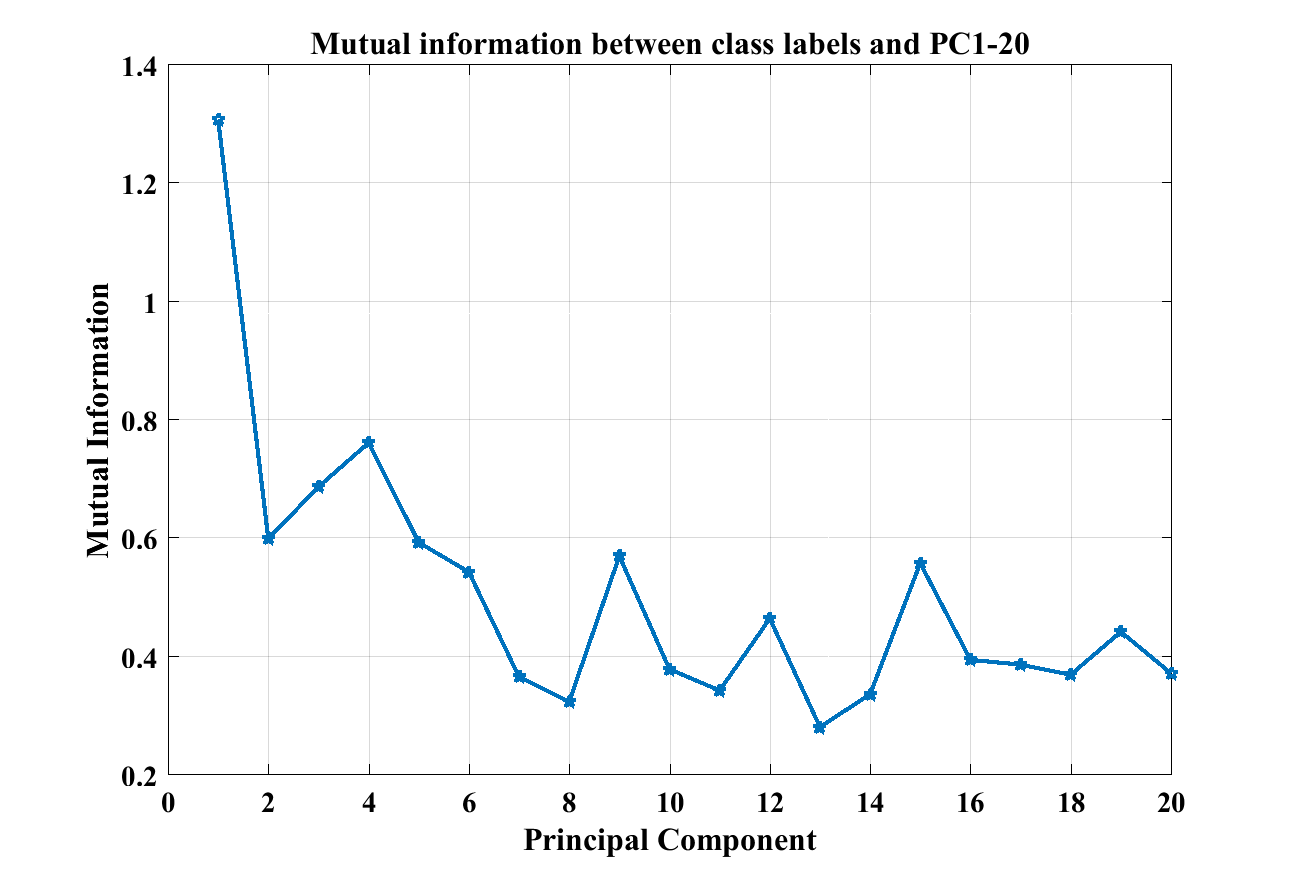 Mutual information between class labels and PC1-20
1.4
1.2
1
0.8
0.6
0.4
0.2
Mutual Information
0 2 4 6 8 10 12 14 16 18 20
Principal Component